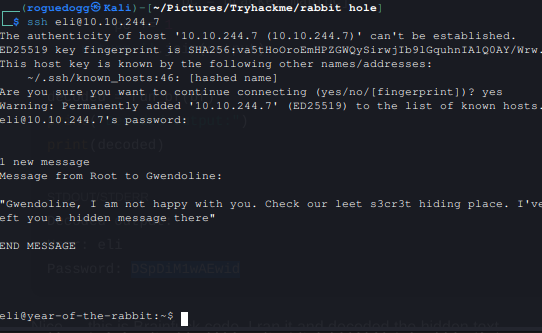 (roguedogg㉿Kali)-[~/Pictures/Tryhackme/rabbit hole]
$ ssh eli@10.10.244.7
The authenticity of host '10.10.244.7 (10.10.244.7)' can't be established.
ED25519 key fingerprint is SHA256:va5tHoOroEmHPZGWQySirwjIb9lGquhnIA1Q0AY/Wrw.
This host key is known by the following other names/addresses:
~/.ssh/known_hosts:46: [hashed name]
Are you sure you want to continue connecting (yes/no/[fingerprint])? yes
Warning: Permanently added '10.10.244.7' (ED25519) to the list of known hosts.
eli@10.10.244.7's password:
print(decoded)
1 new message
Message from Root to Gwendoline:
"Gwendoline, I am not happy with you. Check our leet s3cr3t hiding place. I've
eft you a hidden message there"
END MESSAGE
eli
Password: DSpDiM1wAEwid
eli@year-of-the-rabbit:~$